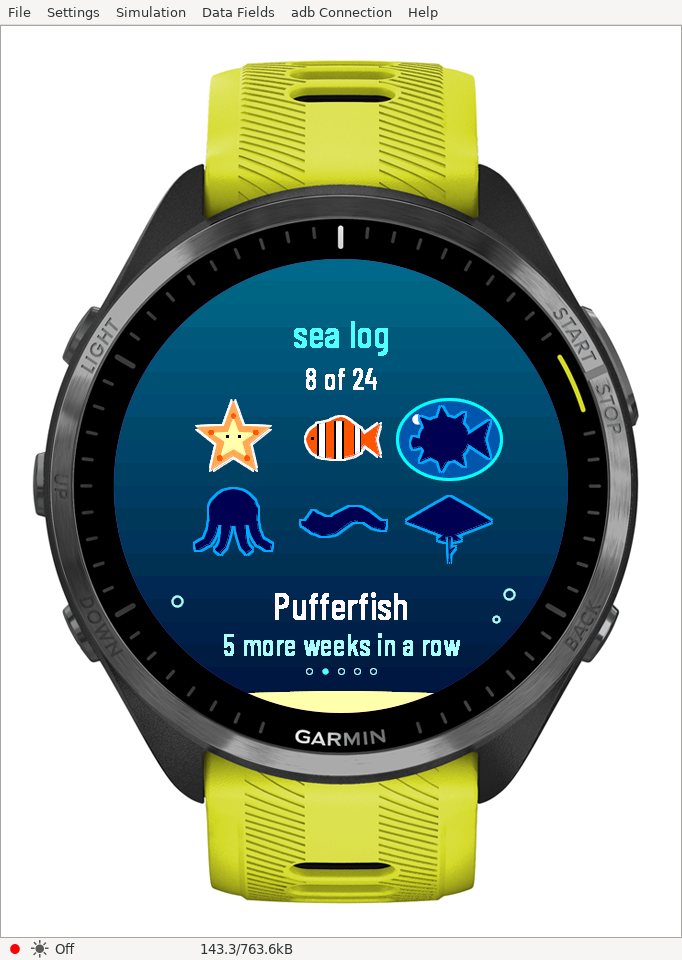 File Settings Simulation Data Fields adb Connection Help
LIGHT
START
STOP
UP
DOWN
BACK
sea log
8 of 24
Pufferfish
5 more weeks in a row
GARMIN
Off 143.3/763.6kB